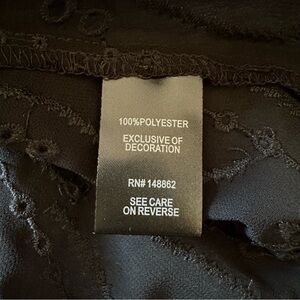 100%POLYESTER
EXCLUSIVE OF
DECORATION
RN# 148862
SEE CARE
ON REVERSE